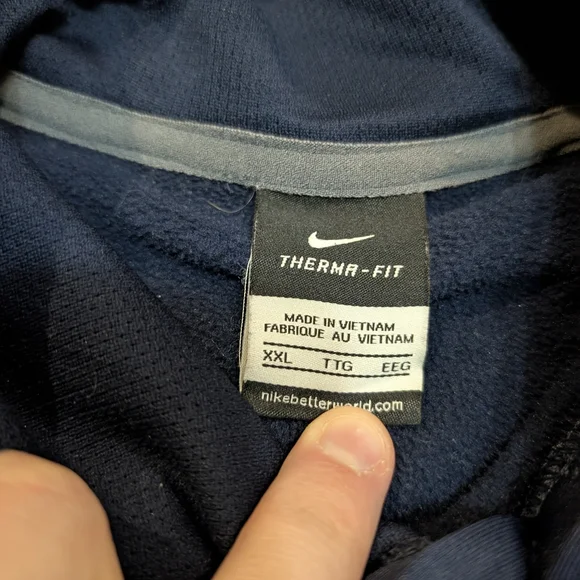 THERMA-FIT
MADE IN VIETNAM
FABRIQUE AU VIETNAM
XXL TTG EEG
nikebetterworld.com